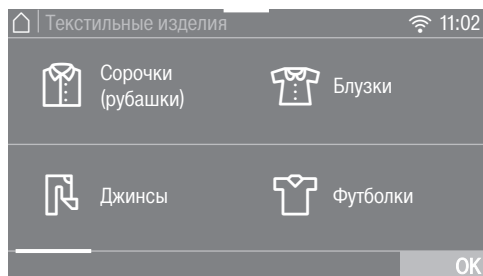 Текстильные изделия 11:02
Сорочки
(рубашки)
Блузки
Джинсы
Футболки
OK